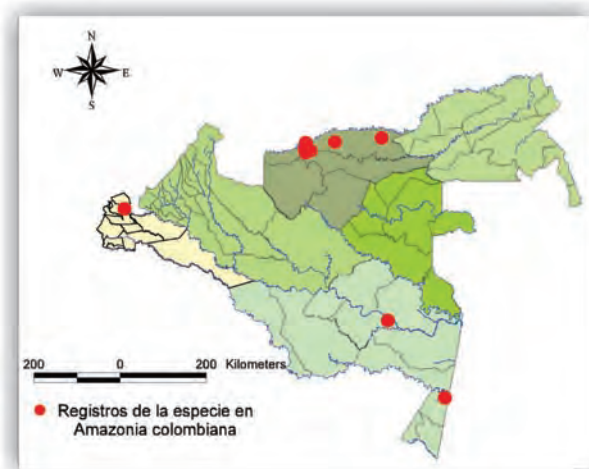 N
W E
S
200 0 200 Kilometers
Registros de la especie en
Amazonia colombiana